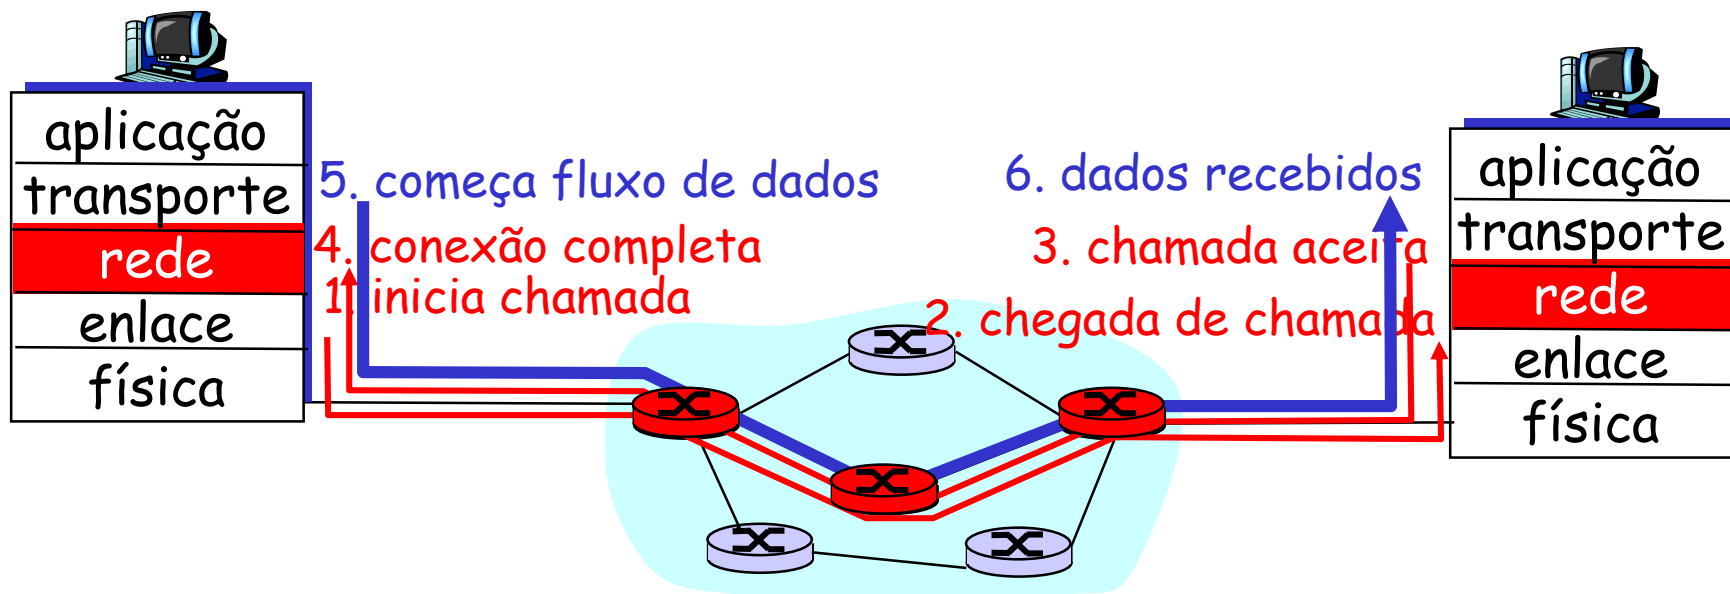 aplicação
transporte
rede
enlace
física
5. começa fluxo de dados
4. conexão completa
1. inicia chamada
6. dados recebidos
3. chamada aceita
2. chegada de chamada
aplicação
transporte
rede
enlace
física